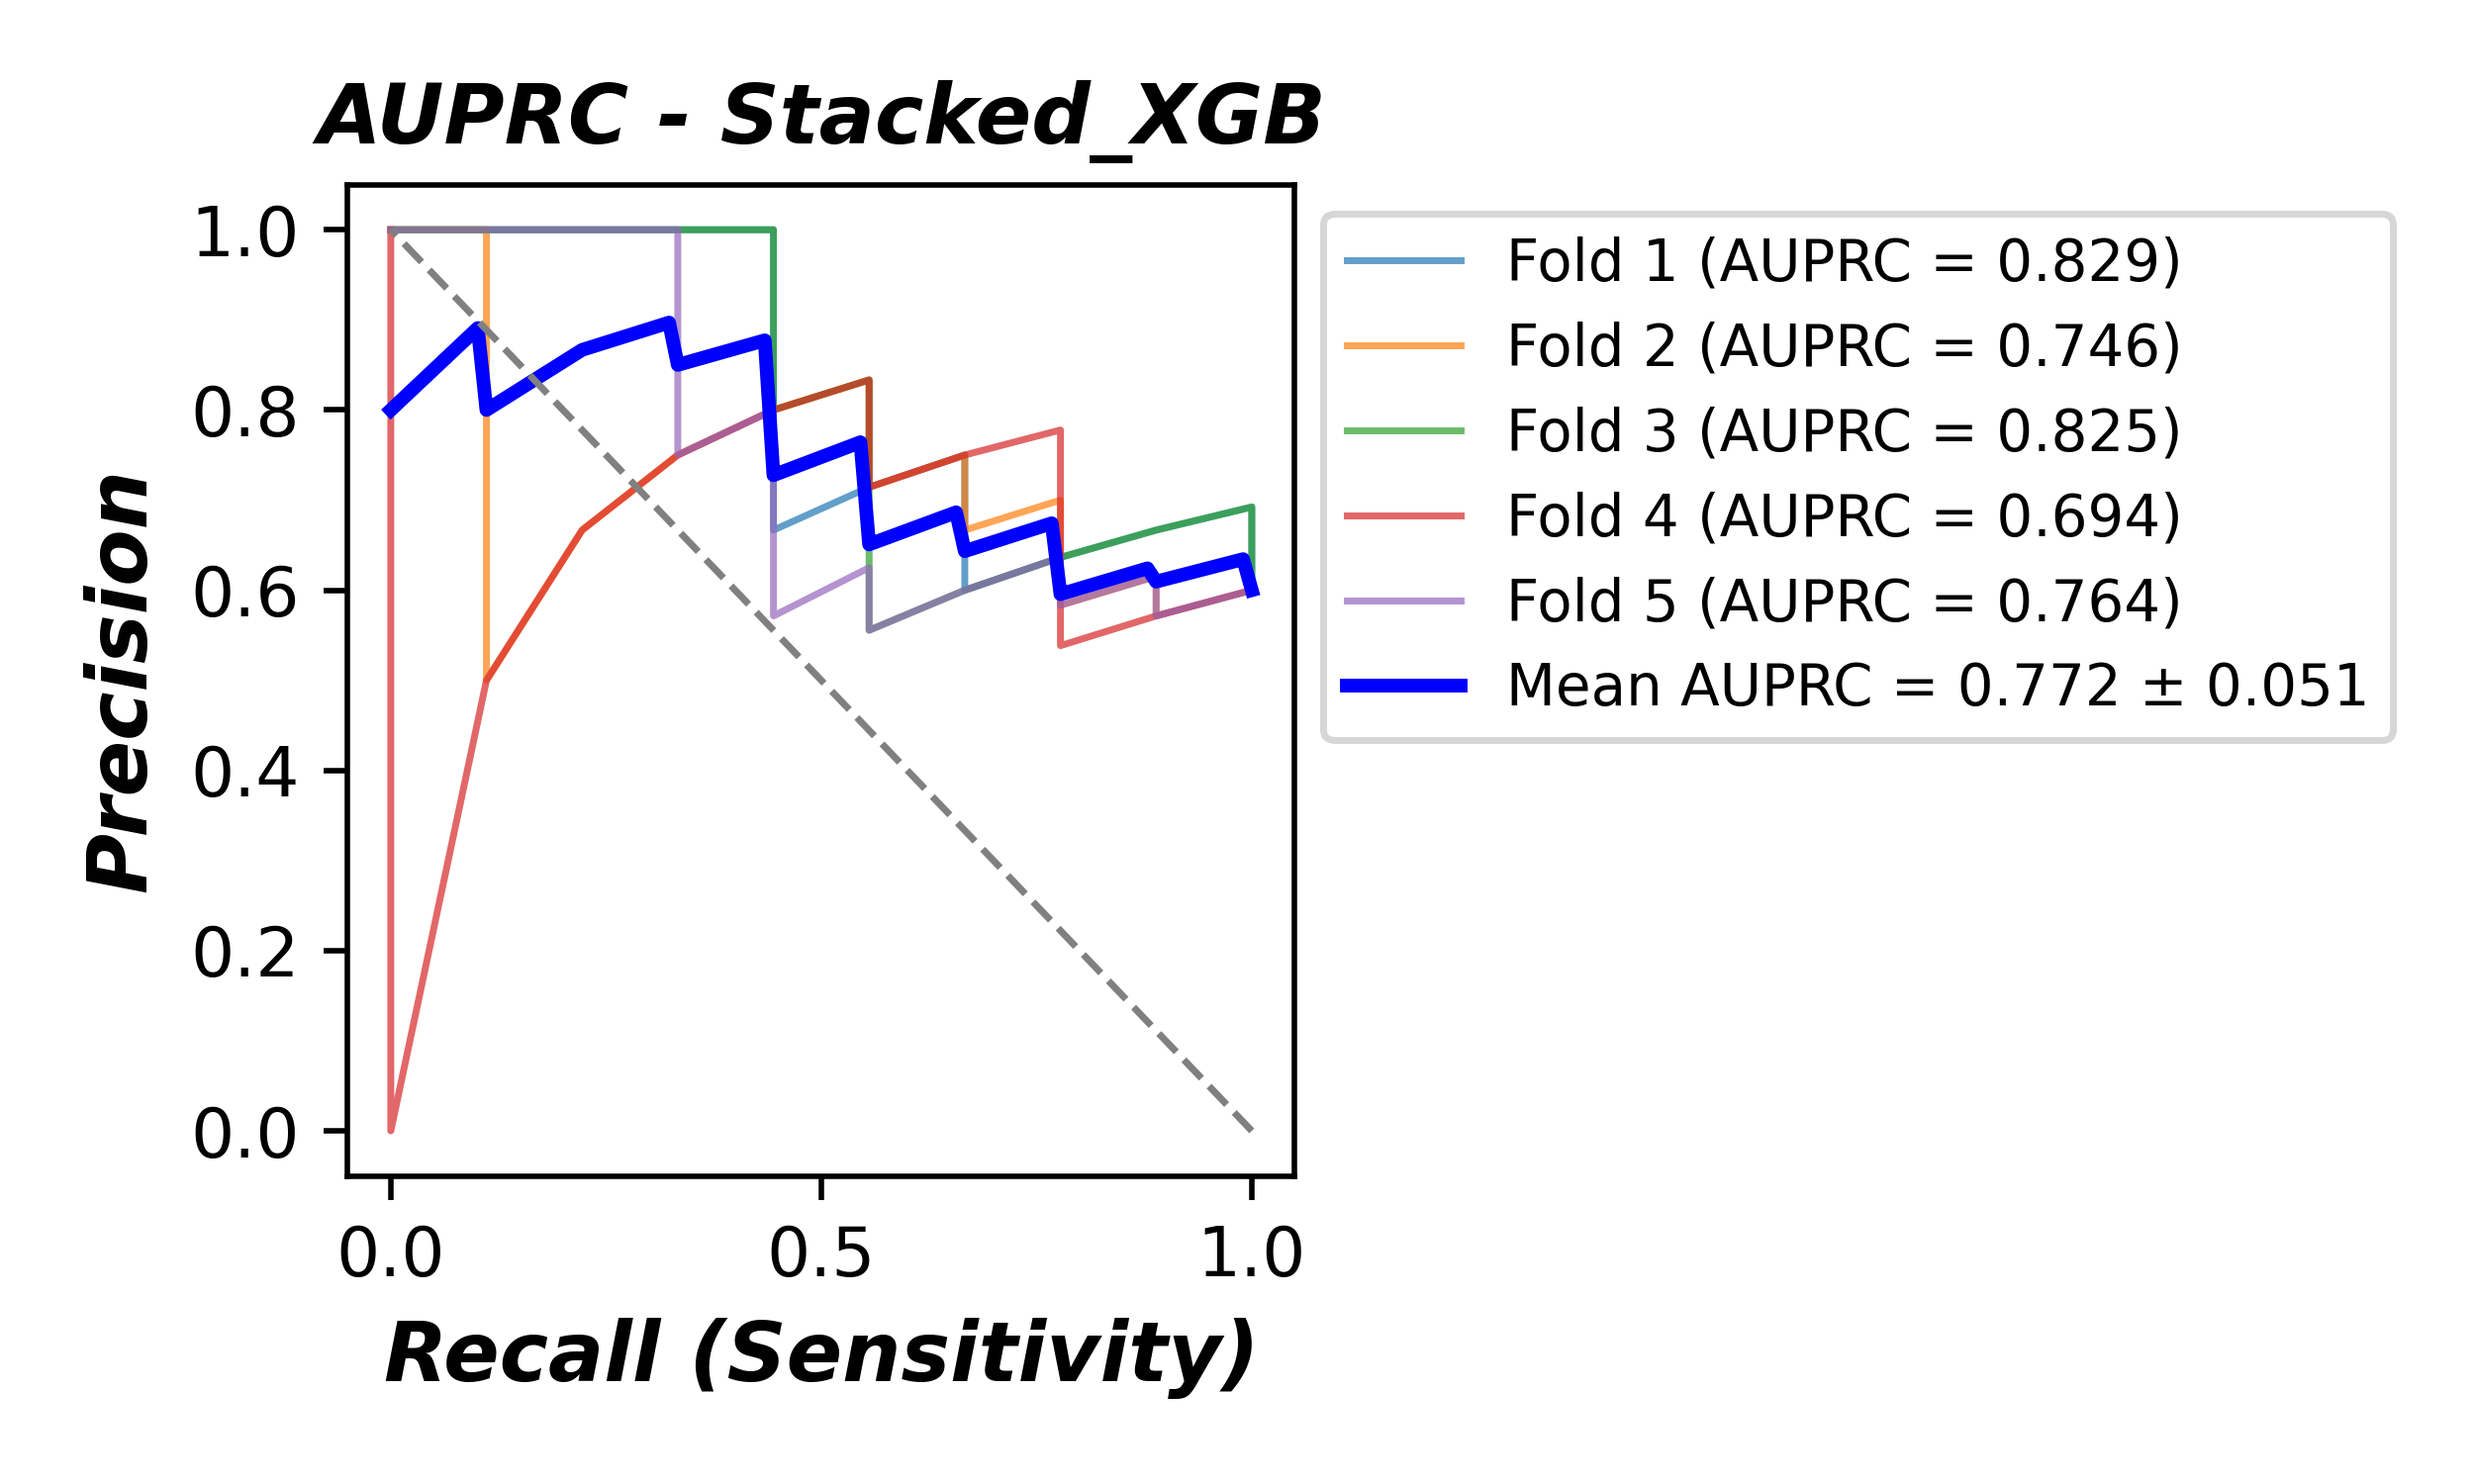 AUPRC - Stacked_XGB
Precision
1.0
0.8
0.6
0.4
0.2
0.0
0.0 0.5 1.0
Recall (Sensitivity)
Fold 1 (AUPRC = 0.829)
Fold 2 (AUPRC = 0.746)
Fold 3 (AUPRC = 0.825)
Fold 4 (AUPRC = 0.694)
Fold 5 (AUPRC = 0.764)
Mean AUPRC = 0.772 ± 0.051